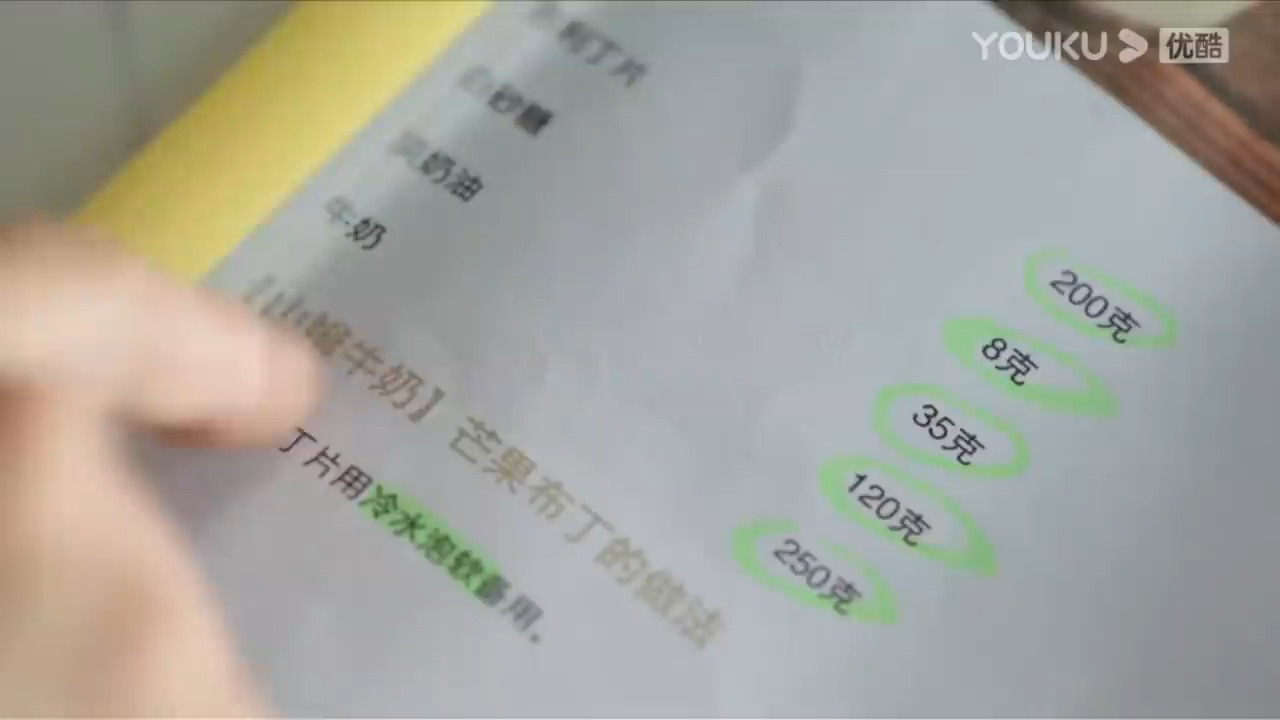 YOUKU 优酷
丁片
砂糖
奶油
牛奶
200克
8克
35克
120克
250克
牛奶】芒果布丁的做法
丁片用冷水泡软备用。